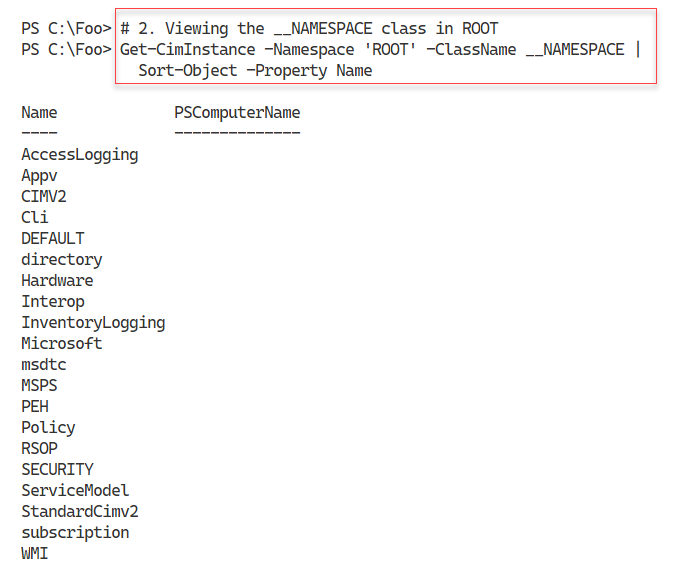 PS C:\Foo> # 2. Viewing the __NAMESPACE class in ROOT
PS C:\Foo> Get-CimInstance -Namespace 'ROOT' -ClassName __NAMESPACE |
Sort-Object -Property Name
Name PSComputerName
---- --------------
AccessLogging
Appv
CIMV2
Cli
DEFAULT
directory
Hardware
Interop
InventoryLogging
Microsoft
msdtc
MSPS
PEH
Policy
RSOP
SECURITY
ServiceModel
StandardCimv2
subscription
WMI